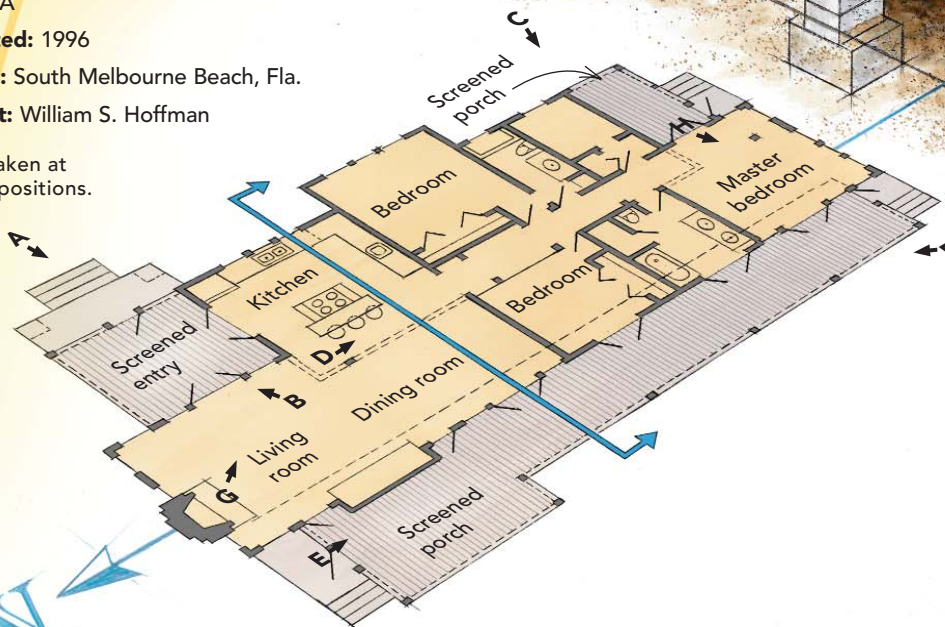 A
ted: 1996
: South Melbourne Beach, Fla.
t: William S. Hoffman
aken at
positions.
C
Screened
porch
H
Master
bedroom
Bedroom
A
Kitchen
Bedroom
Screened
entry
D
B
Dining room
Living
room
G
Screened
porch
E
N